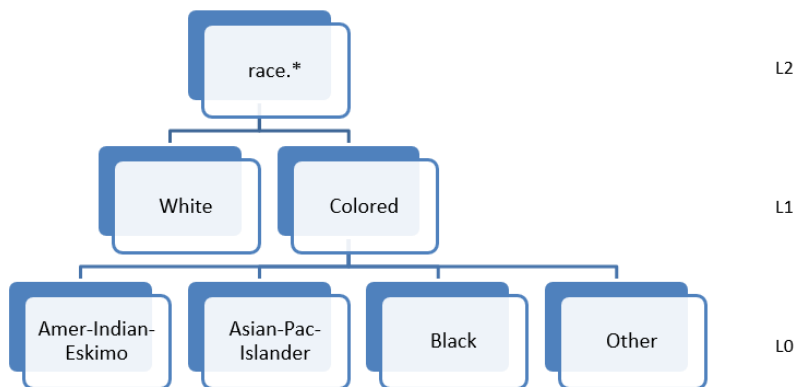 race.*
L2
White
Colored
L1
Amer-Indian-
Eskimo
Asian-Pac-
Islander
Black
Other
L0